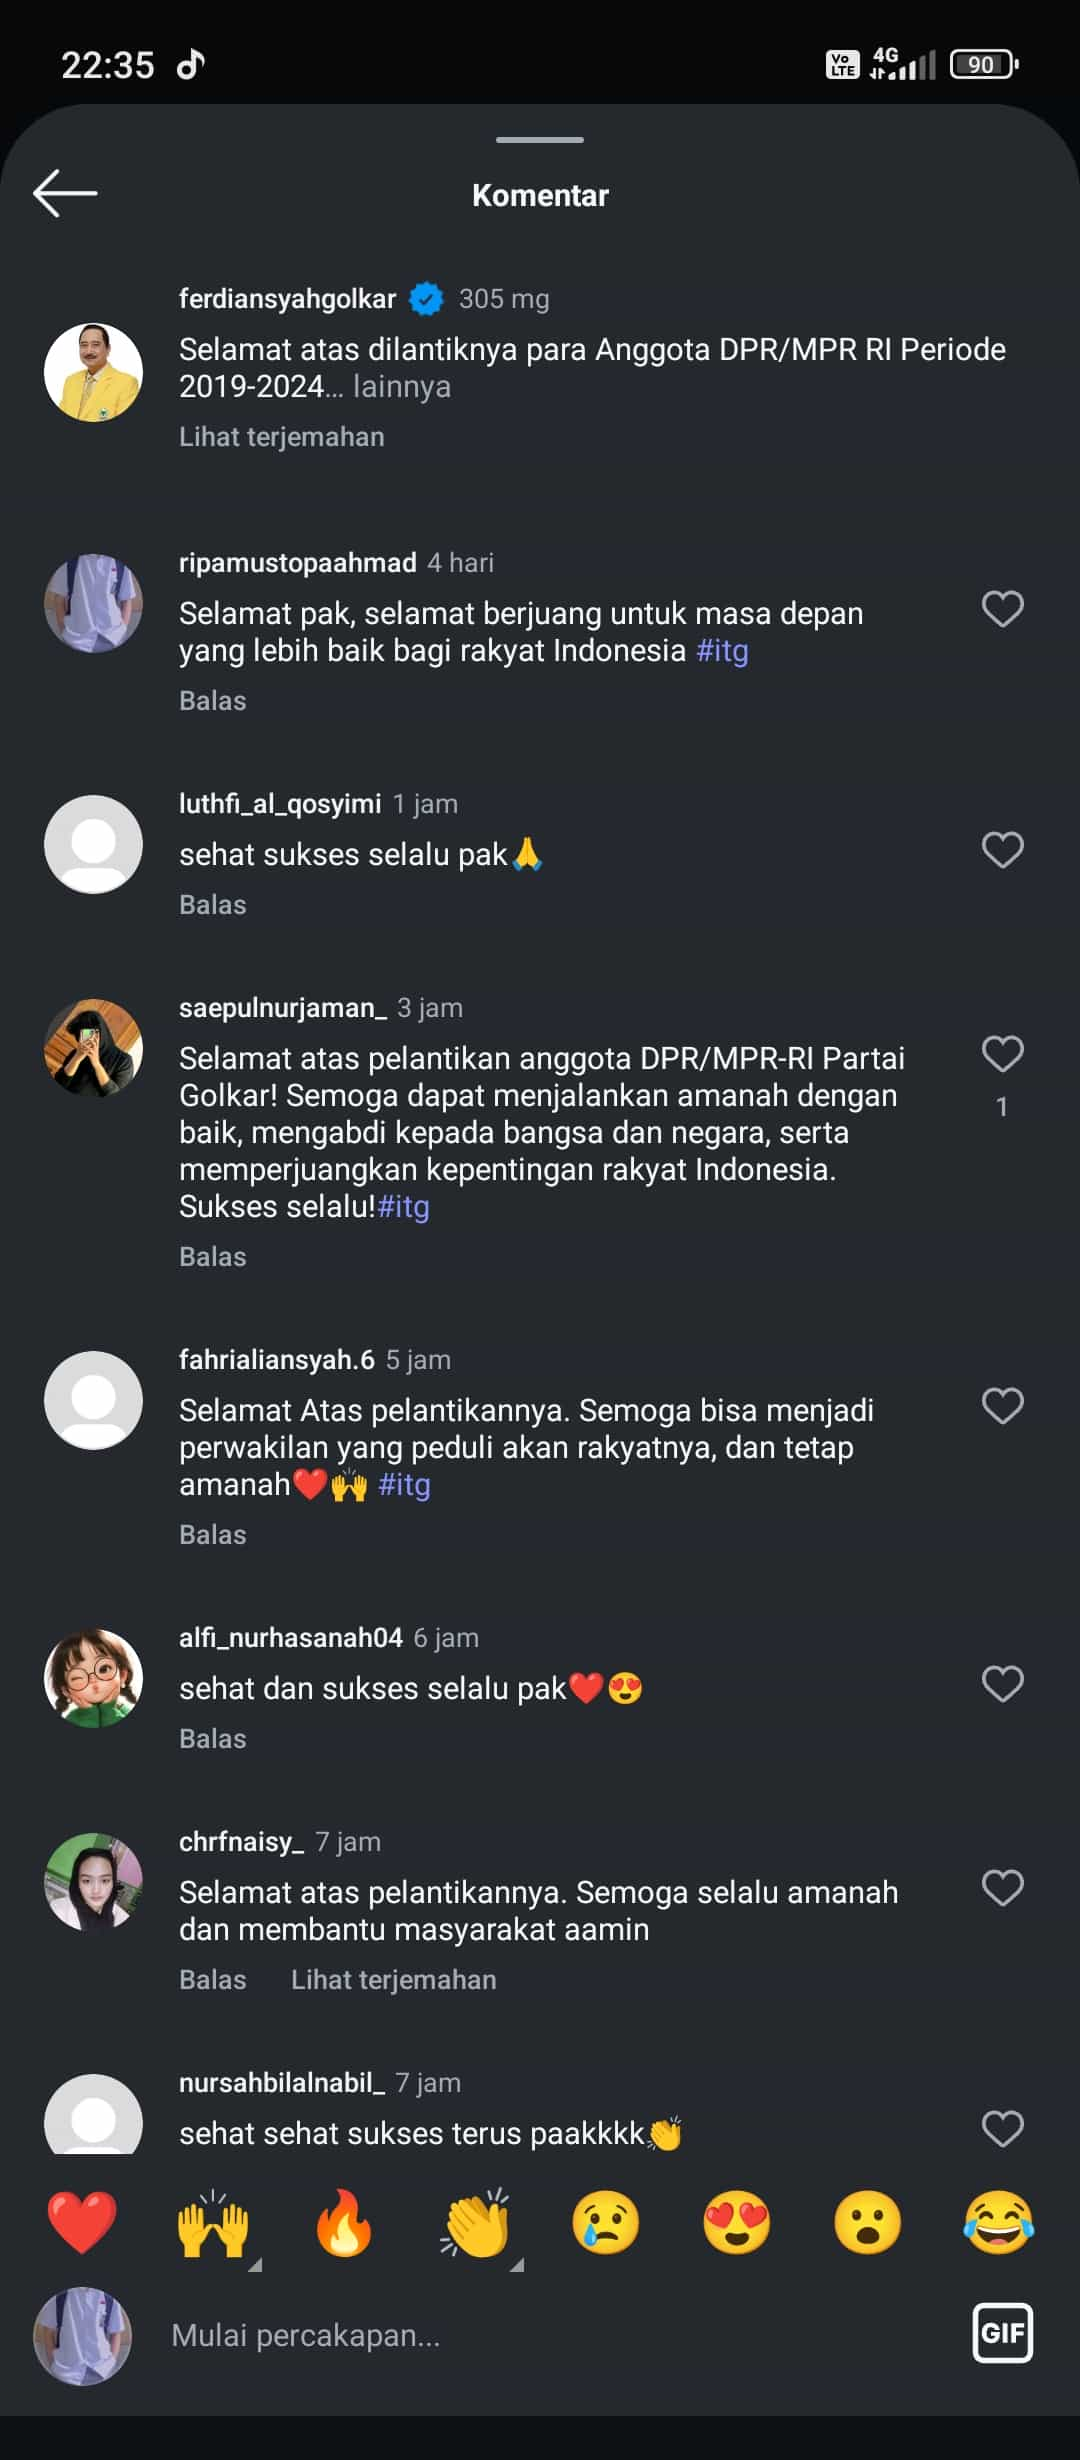 22:35
Vo LTE 4G 90
Komentar
ferdiansyahgolkar 305 mg
Selamat atas dilantiknya para Anggota DPR/MPR RI Periode
2019-2024... lainnya
Lihat terjemahan
ripamustopaahmad 4 hari
Selamat pak, selamat berjuang untuk masa depan
yang lebih baik bagi rakyat Indonesia #itg
Balas
luthfi_al_qosyimi 1 jam
sehat sukses selalu pak🙏
Balas
saepulnurjaman_ 3 jam
Selamat atas pelantikan anggota DPR/MPR-RI Partai
Golkar! Semoga dapat menjalankan amanah dengan
baik, mengabdi kepada bangsa dan negara, serta
memperjuangkan kepentingan rakyat Indonesia.
Sukses selalu!#itg
1
Balas
fahrialiansyah.6 5 jam
Selamat Atas pelantikannya. Semoga bisa menjadi
perwakilan yang peduli akan rakyatnya, dan tetap
amanah❤️🙌 #itg
Balas
alfi_nurhasanah04 6 jam
sehat dan sukses selalu pak❤️😍
Balas
chrfnaisy_ 7 jam
Selamat atas pelantikannya. Semoga selalu amanah
dan membantu masyarakat aamin
Balas Lihat terjemahan
nursahbilalnabil_ 7 jam
sehat sehat sukses terus paakkkk👏
❤️ 🙌 🔥 👏 😢 😍 😮 😂
Mulai percakapan... GIF